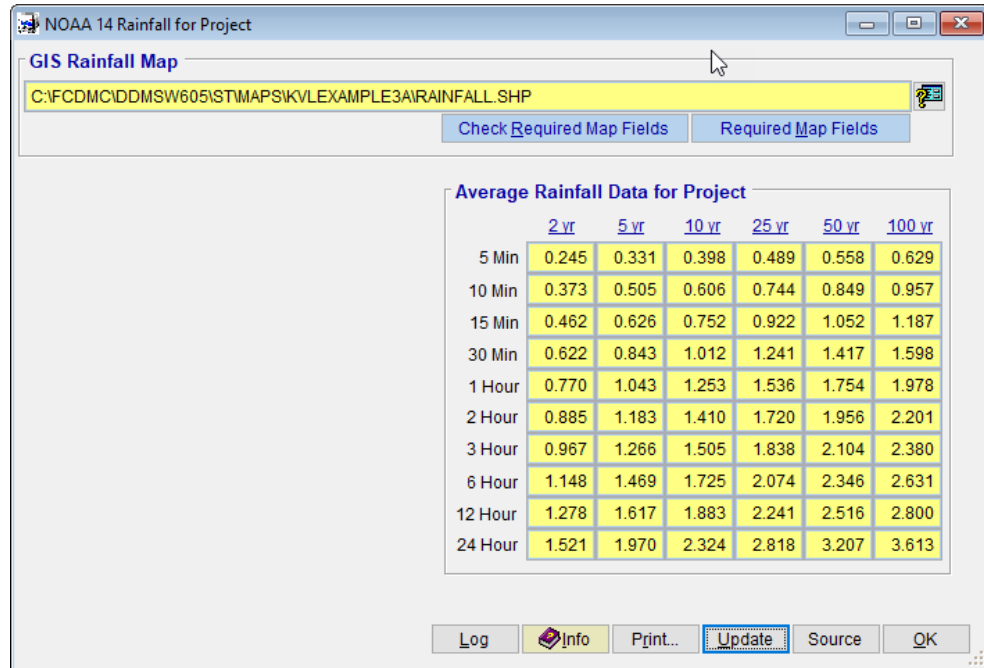 NOAA 14 Rainfall for Project
GIS Rainfall Map
C:\FCDMC\DDMSW605\ST\MAPS\KVLEXAMPLE3A\RAINFALL.SHP
Check Required Map Fields Required Map Fields
Average Rainfall Data for Project
2 yr 5 yr 10 yr 25 yr 50 yr 100 yr
5 Min 0.245 0.331 0.398 0.489 0.558 0.629
10 Min 0.373 0.505 0.606 0.744 0.849 0.957
15 Min 0.462 0.626 0.752 0.922 1.052 1.187
30 Min 0.622 0.843 1.012 1.241 1.417 1.598
1 Hour 0.770 1.043 1.253 1.536 1.754 1.978
2 Hour 0.885 1.183 1.410 1.720 1.956 2.201
3 Hour 0.967 1.266 1.505 1.838 2.104 2.380
6 Hour 1.148 1.469 1.725 2.074 2.346 2.631
12 Hour 1.278 1.617 1.883 2.241 2.516 2.800
24 Hour 1.521 1.970 2.324 2.818 3.207 3.613
Log Info Print... Update Source OK